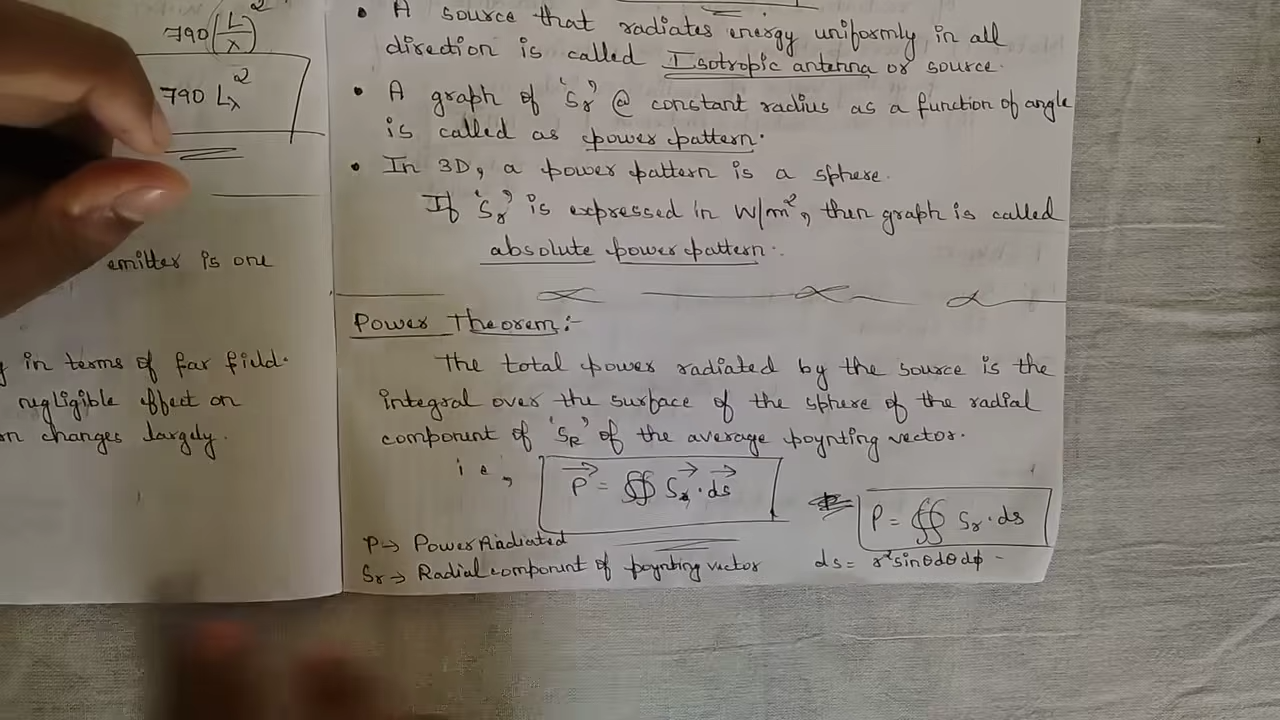 790 (L/λ)²
790 Lλ²
emitter is one
in terms of far field.
negligible effect on
changes largely.
• A source that radiates energy uniformly in all
direction is called Isotropic antenna or source.
• A graph of 'Sr' @ constant radius as a function of angle
is called as power pattern.
• In 3D, a power pattern is a sphere.
If 'Sr' is expressed in W/m², then graph is called
absolute power pattern.
Power Theorem:-
The total power radiated by the source is the
integral over the surface of the sphere of the radial
component of 'SR' of the average poynting vector.
i e, P⃗ = ∯ S⃗r · d⃗s
P = ∯ Sr · ds
P → Power Radiated
Sr → Radial component of poynting vector
ds = r² sinθ dθ dϕ